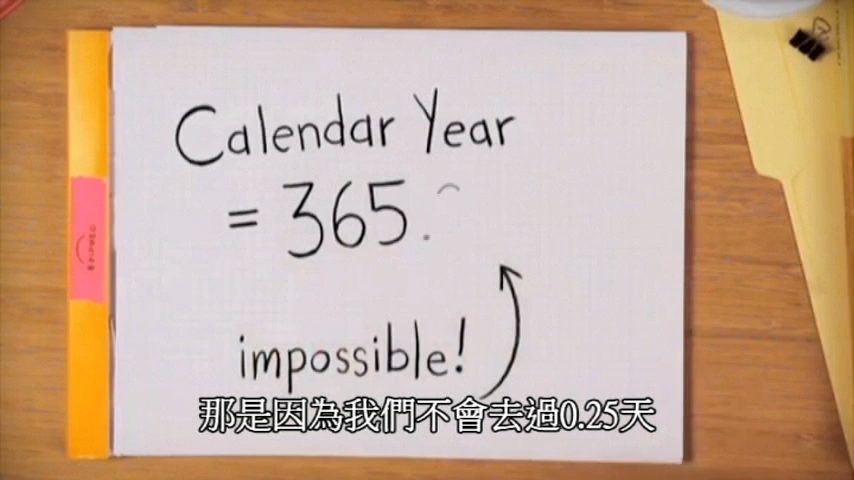 Calendar Year
= 365.
impossible!
那是因為我們不會去過0.25天